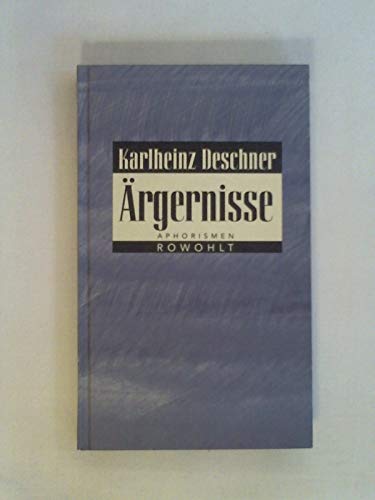 Karlheinz Deschner
Ärgernisse
APHORISMEN
ROWOHLT